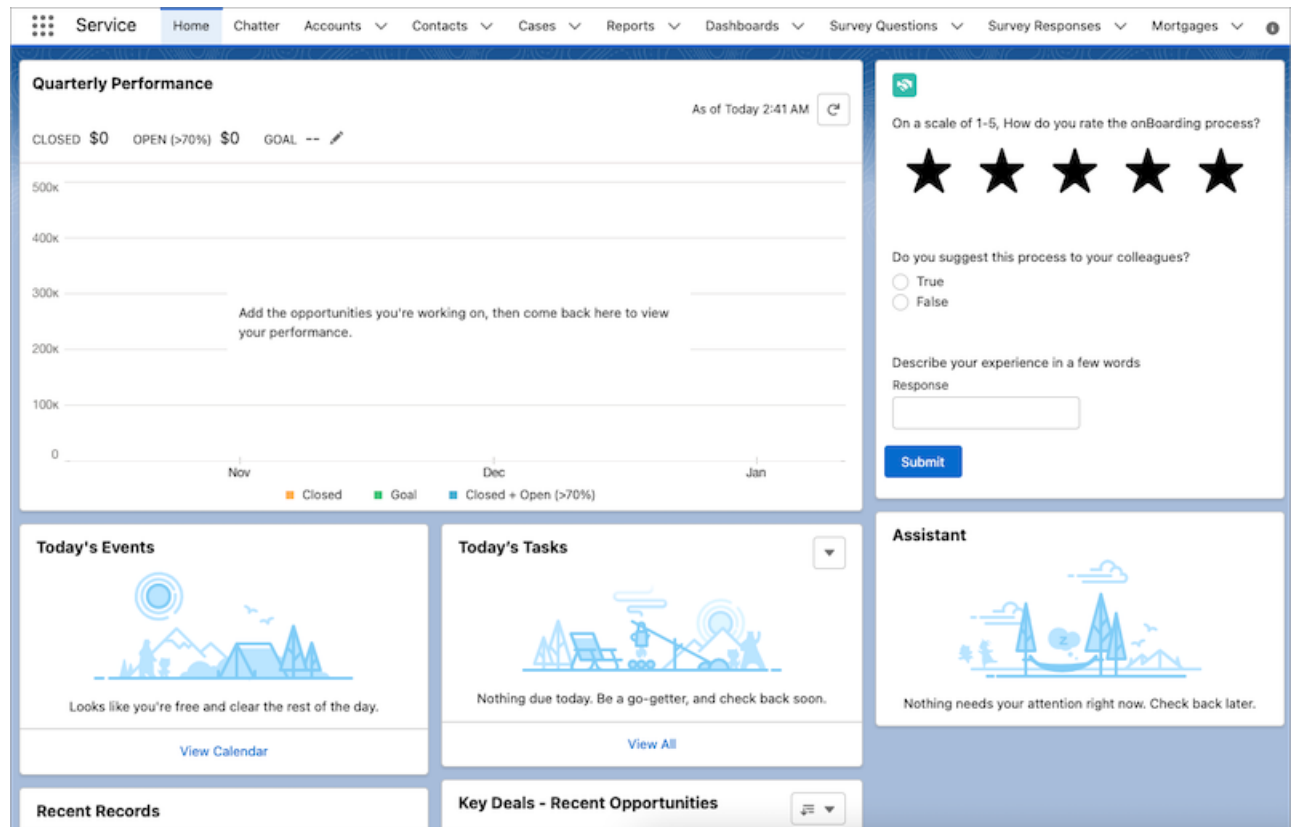 Service Home Chatter Accounts Contacts Cases Reports Dashboards Survey Questions Survey Responses Mortgages
Quarterly Performance
As of Today 2:41 AM
CLOSED $0 OPEN (>70%) $0 GOAL --
500K
400K
300K
200K
100K
0
Add the opportunities you're working on, then come back here to view
your performance.
Nov Dec Jan
Closed Goal Closed + Open (>70%)
On a scale of 1-5, How do you rate the onBoarding process?
Do you suggest this process to your colleagues?
True
False
Describe your experience in a few words
Response
Submit
Today's Events
Looks like you're free and clear the rest of the day.
View Calendar
Today's Tasks
Nothing due today. Be a go-getter, and check back soon.
View All
Assistant
z
Nothing needs your attention right now. Check back later.
Recent Records
Key Deals - Recent Opportunities